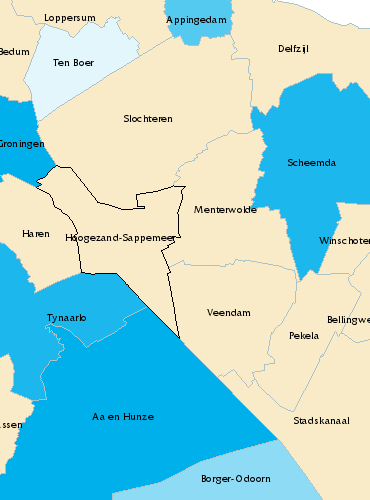 Loppersum
Appingedam
Bedum
Ten Boer
Delfzijl
Slochteren
Groningen
Scheemda
Menterwolde
Haren
Hoogezand-Sappemeer
Winschoten
Veendam
Tynaarlo
Bellingwe
Pekela
Aa en Hunze
Stadskanaal
ssen
Borger-Odoorn